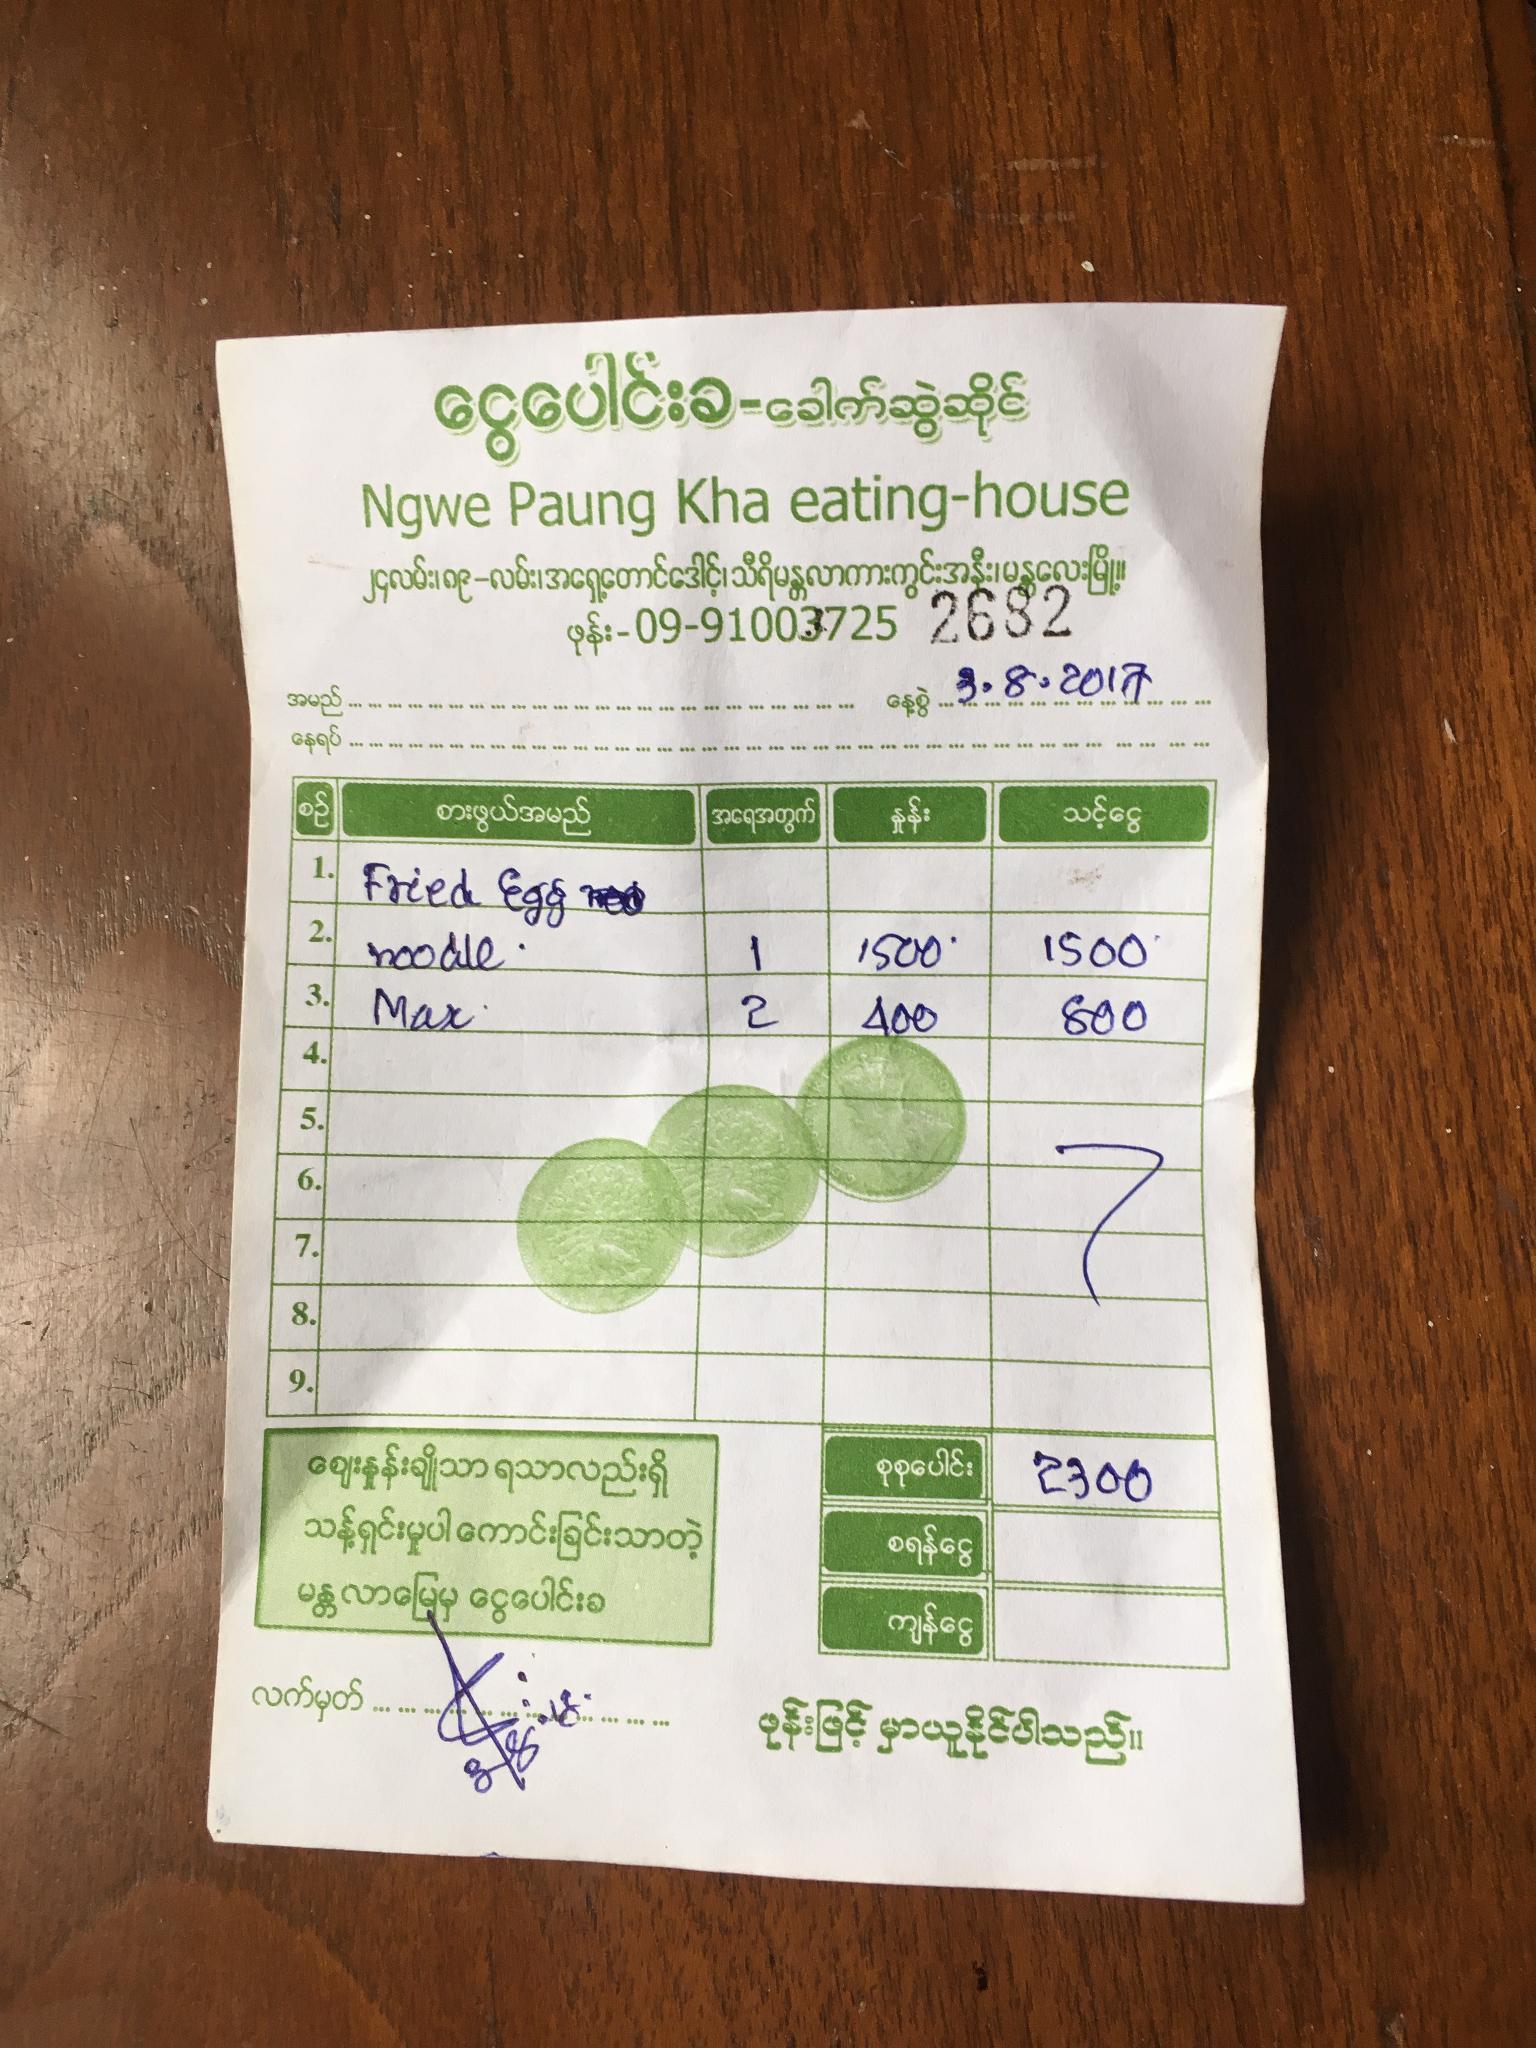 ငွေပေါင်းခ-ခေါက်ဆွဲဆိုင်
Ngwe Paung Kha eating-house
၂၄လမ်း၊၈၉-လမ်း၊အရှေ့တောင်ဒေါင့်၊သီရိမန္တလာကားကွင်းအနီး၊မန္တလေးမြို့။
ဖုန်း-09-91003725 2682
အမည် နေ့စွဲ 3.8.2017
နေရပ်
စဉ် စားဖွယ်အမည် အရေအတွက် နှုန်း သင့်ငွေ
1. Fried Egg
2. noodle 1 1500 1500
3. Max 2 400 800
4.
5.
6.
7.
8.
9.
စုစုပေါင်း 2300
စရန်ငွေ
ကျန်ငွေ
ဈေးနှုန်းချိုသာ ရသာလည်းရှိ
သန့်ရှင်းမှုပါ ကောင်းခြင်းသာတဲ့
မန္တလာမြေမှ ငွေပေါင်းခ
လက်မှတ်
ဖုန်းဖြင့် မှာယူနိုင်ပါသည်။